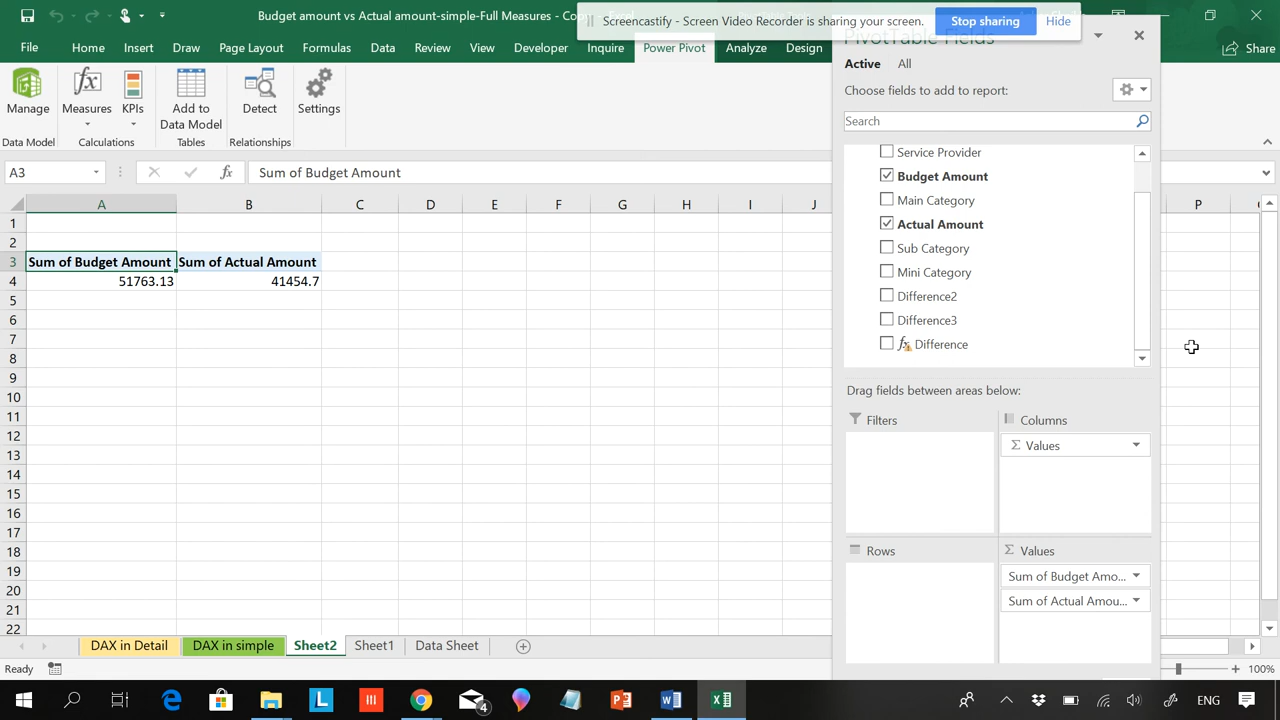 Budget amount vs Actual amount-simple-Full Measures -
Screencastify - Screen Video Recorder is sharing your screen.
Stop sharing
Hide
File
Home
Draw
Page Layout
Formulas
Data
Review
View
Developer
Inquire
Power Pivot
Analyze
Design
Share
Manage
Measures
KPIs
Add to
Data Model
Detect
Settings
Data Model
Calculations
Tables
Relationships
A3
fx
Sum of Budget Amount
A B C D E F G H I J P
1
2
3 Sum of Budget Amount Sum of Actual Amount
4 51763.13 41454.7
5
6
7
8
9
10
11
12
13
14
15
16
17
18
19
20
21
22
PivotTable Fields
Active All
Choose fields to add to report:
Search
Service Provider
Budget Amount
Main Category
Actual Amount
Sub Category
Mini Category
Difference2
Difference3
fx Difference
Drag fields between areas below:
Filters
Columns
Σ Values
Rows
Σ Values
Sum of Budget Amo...
Sum of Actual Amou...
DAX in Detail
DAX in simple
Sheet2
Sheet1
Data Sheet
Ready
100%
4
ENG